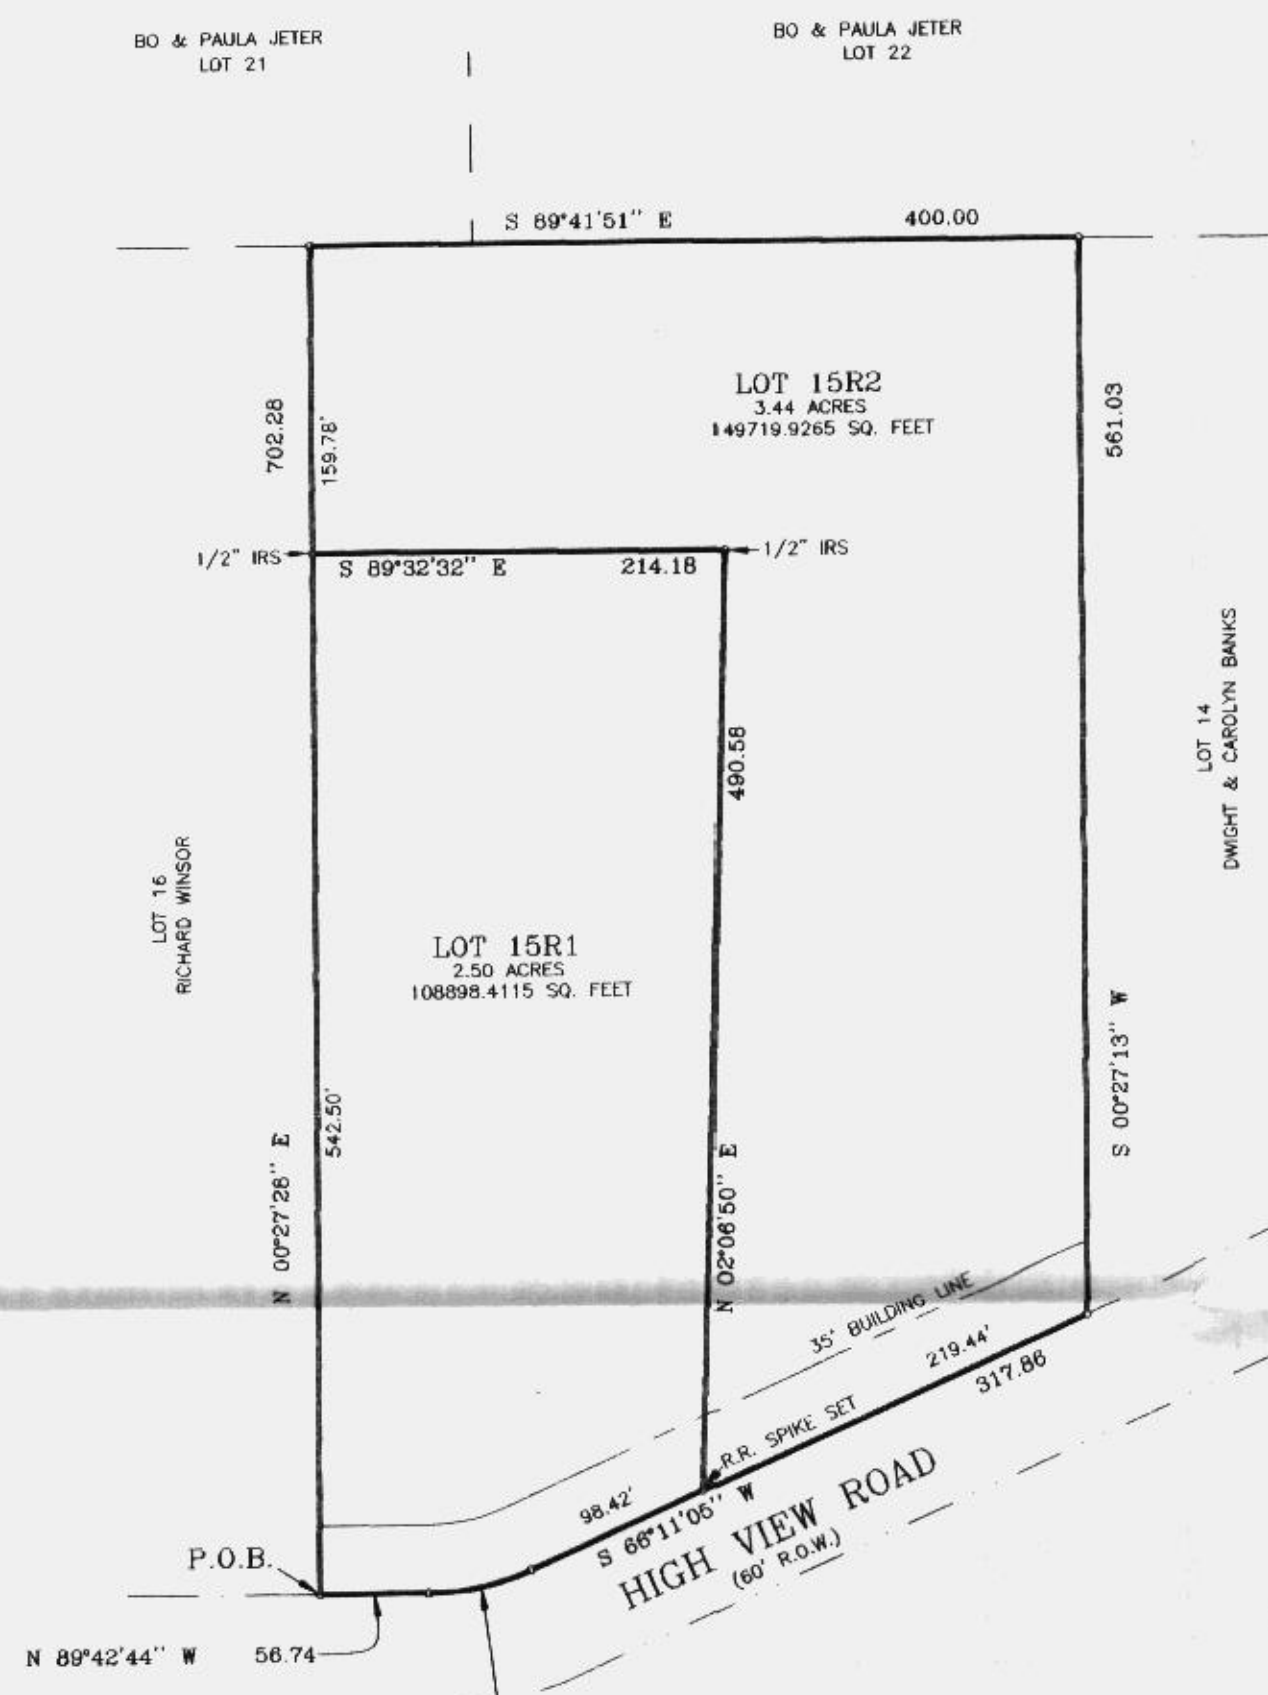 BO & PAULA JETER
LOT 21
BO & PAULA JETER
LOT 22
S 89°41'51" E
400.00
702.28
159.78'
LOT 15R2
3.44 ACRES
149719.9265 SQ. FEET
561.03
1/2" IRS
S 89°32'32" E
214.18
1/2" IRS
490.58
LOT 14
DWIGHT & CAROLYN BANKS
LOT 16
RICHARD WINSOR
LOT 15R1
2.50 ACRES
108898.4115 SQ. FEET
S 00°27'13" W
542.50'
N 00°27'28" E
N 02°06'50" E
35' BUILDING LINE
219.44'
317.86
R.R. SPIKE SET
98.42'
S 66°11'05" W
HIGH VIEW ROAD
(60' R.O.W.)
P.O.B.
N 89°42'44" W
56.74